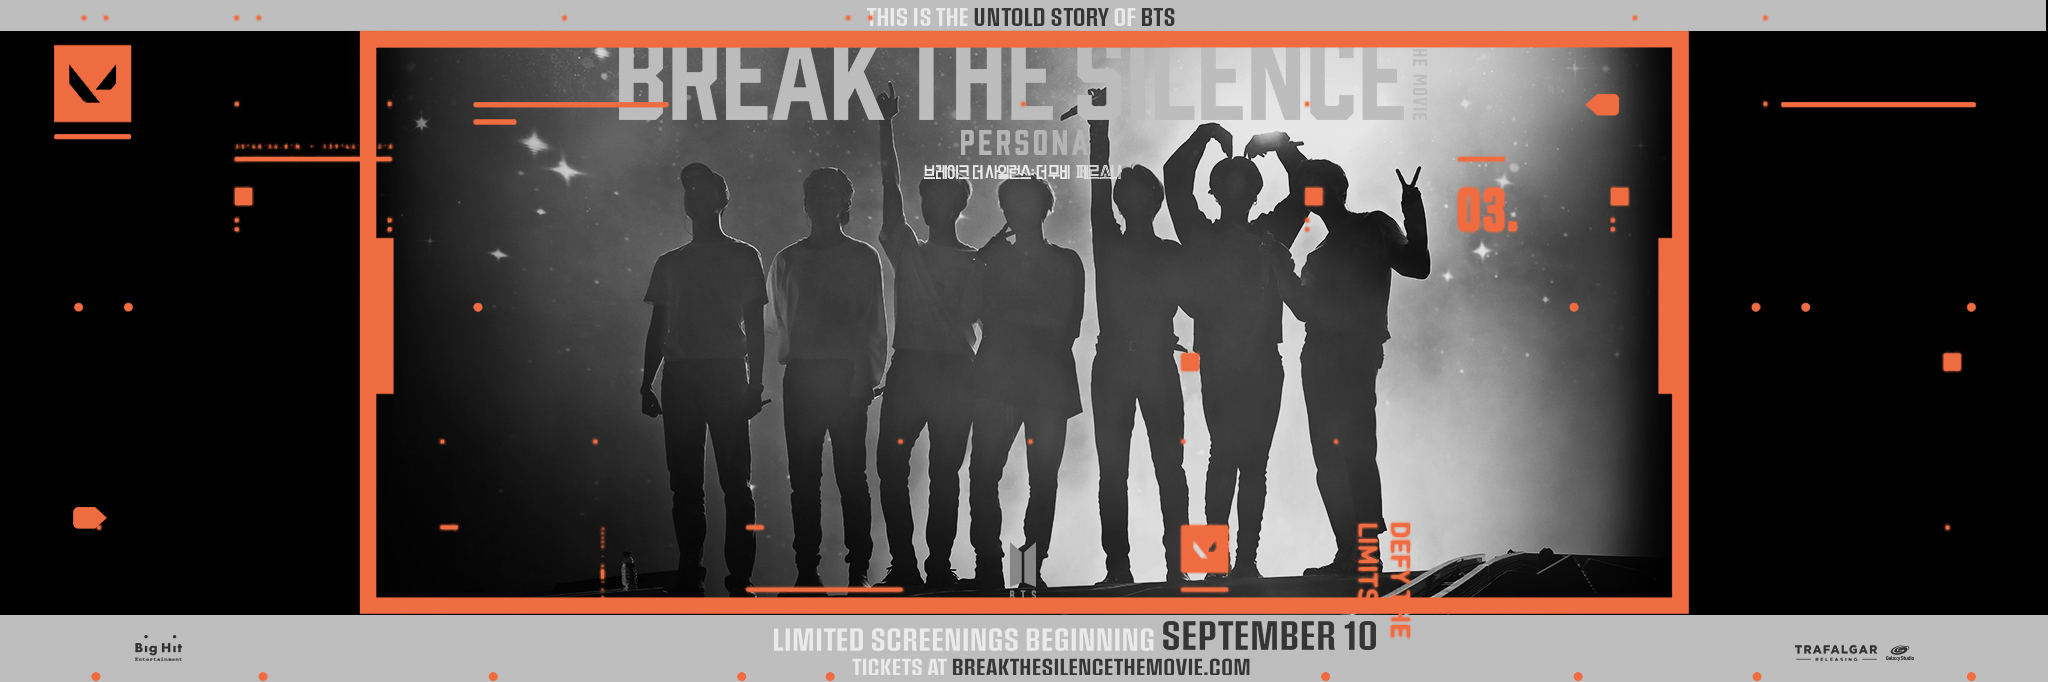 THIS IS THE UNTOLD STORY OF BTS
BREAK THE SILENCE
THE MOVIE
PERSONA
브레이크 더 사일런스: 더 무비 페르소나
03.
DEFY THE
LIMITS
BTS
LIMITED SCREENINGS BEGINNING SEPTEMBER 10
TICKETS AT BREAKTHESILENCETHEMOVIE.COM
Big Hit
Entertainment
TRAFALGAR
RELEASING
Galaxy Studio